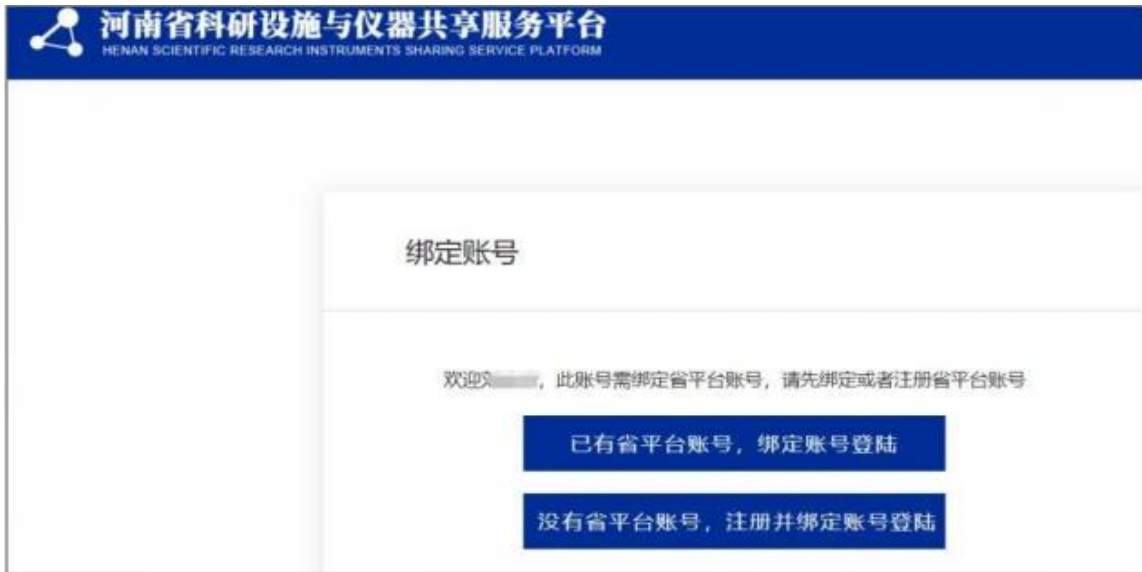 河南省科研设施与仪器共享服务平台
HENAN SCIENTIFIC RESEARCH INSTRUMENTS SHARING SERVICE PLATFORM
绑定账号
欢迎，此账号需绑定省平台账号，请先绑定或者注册省平台账号
已有省平台账号，绑定账号登陆
没有省平台账号，注册并绑定账号登陆